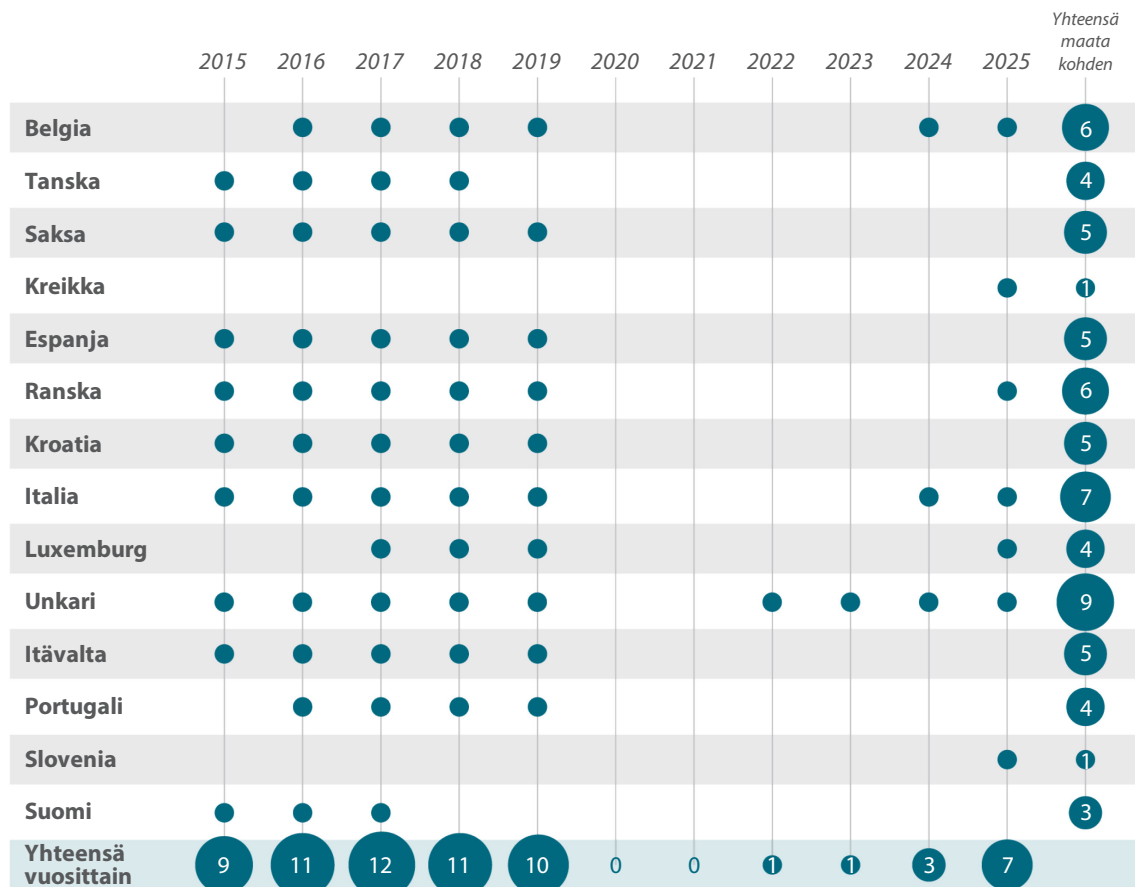 Yhteensä
maata
kohden
2015 2016 2017 2018 2019 2020 2021 2022 2023 2024 2025
Belgia 6
Tanska 4
Saksa 5
Kreikka 1
Espanja 5
Ranska 6
Kroatia 5
Italia 7
Luxemburg 4
Unkari 9
Itävalta 5
Portugali 4
Slovenia 1
Suomi 3
Yhteensä
vuosittain
9 11 12 11 10 0 0 1 1 3 7